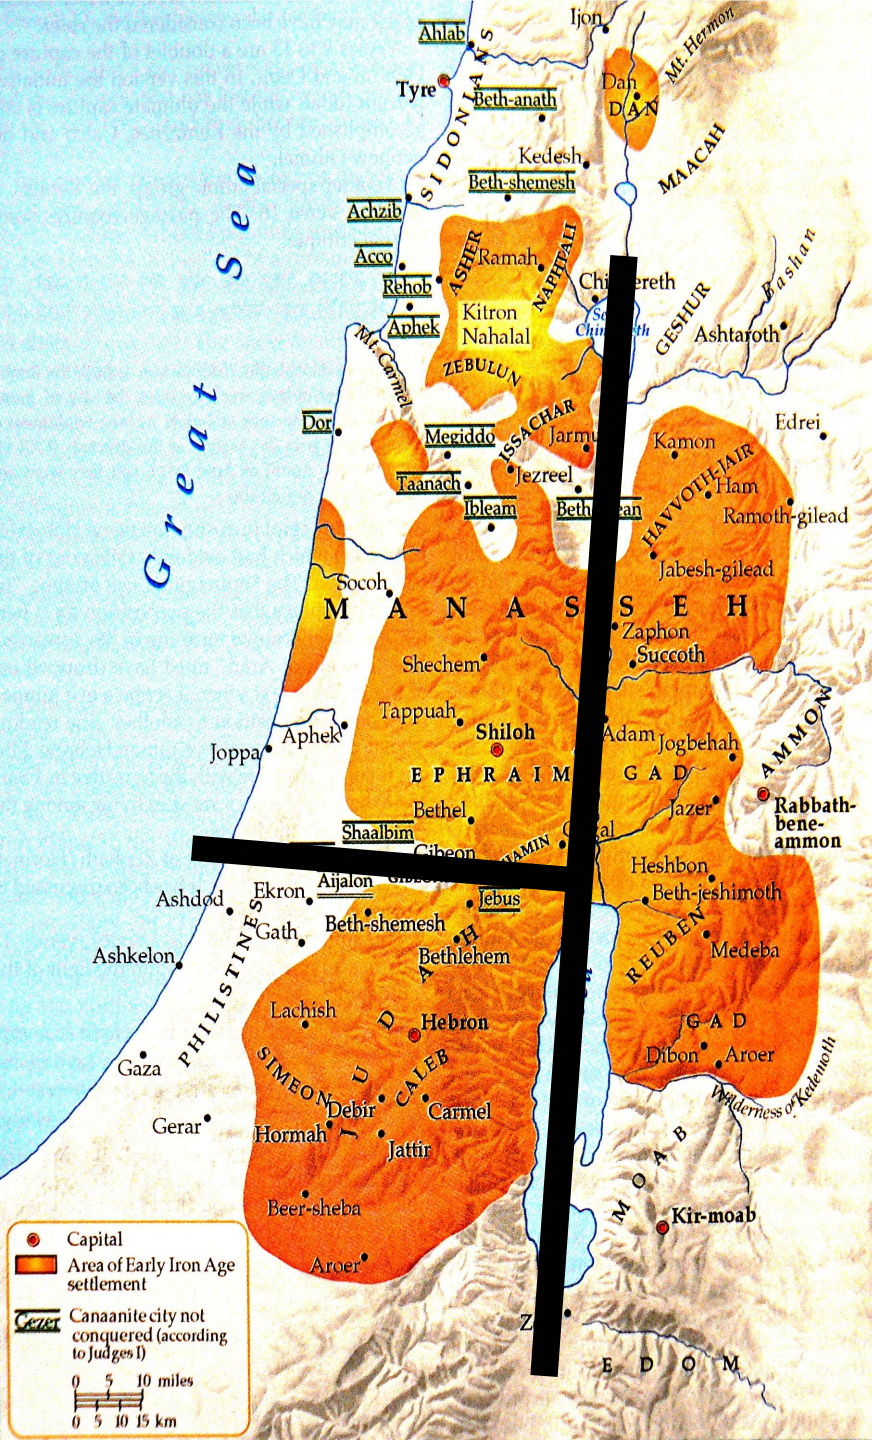 Ijon
Ahlab
Mt. Hermon
Tyre
Dan
DAN
SIDONIANS
Beth-anath
Kedesh
MAACAH
Beth-shemesh
Achzib
Great Sea
Acco
ASHER
Ramah
NAPHTALI
Bashan
Rehob
Kitron
Nahalal
GESHUR
Ashtaroth
Aphek
Mt. Carmel
ZEBULUN
Dor
ISSACHAR
Edrei
Megiddo
Kamon
Jezreel
HAVVOTH-JAIR
Taanach
Ham
Ibleam
Ramoth-gilead
Jabesh-gilead
Socoh
MANASSEH
Zaphon
Succoth
Shechem
Tappuah
AMMON
Shiloh
Adam
Joppa
Aphek
Jogbehah
EPHRAIM
GAD
Bethel
Jazer
Rabbath-
bene-
ammon
Shaalbim
Gibeon
Heshbon
Aijalon
Ekron
Ashdod
Jebus
Beth-jeshimoth
Beth-shemesh
Gath
PHILISTINES
REUBEN
Bethlehem
Medeba
Ashkelon
JUDAH
Lachish
Hebron
GAD
Dibon
Aroer
Gaza
SIMEON
CALEB
Wilderness of Kedemoth
Debir
Carmel
Gerar
Hormah
Jattir
MOAB
Beer-sheba
Kir-moab
Aroer
EDOM
Capital
Area of Early Iron Age
settlement
Gezer
Canaanite city not
conquered (according
to Judges I)
0 5 10 miles
0 5 10 15 km